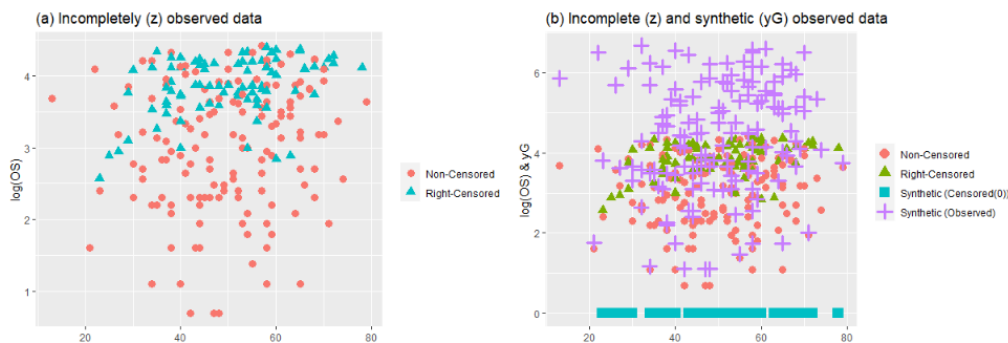 (a) Incompletely (z) observed data
log(OS)
4
3
2
1
20
40
60
80
Non-Censored
Right-Censored
(b) Incomplete (z) and synthetic (yG) observed data
log(OS) & yG
6
4
2
0
20
40
60
80
Non-Censored
Right-Censored
Synthetic (Censored(0))
Synthetic (Observed)